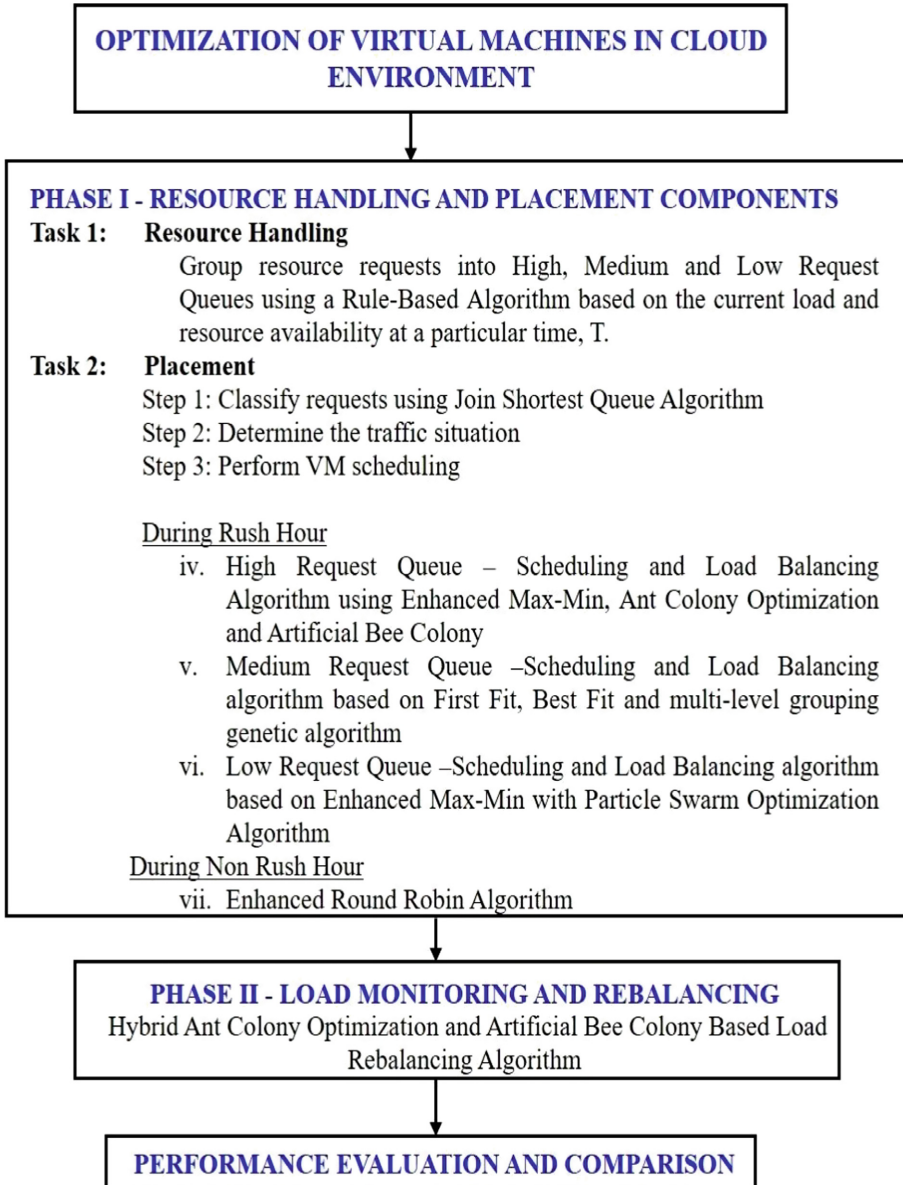 OPTIMIZATION OF VIRTUAL MACHINES IN CLOUD
ENVIRONMENT
PHASE I - RESOURCE HANDLING AND PLACEMENT COMPONENTS
Task 1: Resource Handling
Group resource requests into High, Medium and Low Request
Queues using a Rule-Based Algorithm based on the current load and
resource availability at a particular time, T.
Task 2: Placement
Step 1: Classify requests using Join Shortest Queue Algorithm
Step 2: Determine the traffic situation
Step 3: Perform VM scheduling
During Rush Hour
iv. High Request Queue – Scheduling and Load Balancing
Algorithm using Enhanced Max-Min, Ant Colony Optimization
and Artificial Bee Colony
v. Medium Request Queue –Scheduling and Load Balancing
algorithm based on First Fit, Best Fit and multi-level grouping
genetic algorithm
vi. Low Request Queue –Scheduling and Load Balancing algorithm
based on Enhanced Max-Min with Particle Swarm Optimization
Algorithm
During Non Rush Hour
vii. Enhanced Round Robin Algorithm
PHASE II - LOAD MONITORING AND REBALANCING
Hybrid Ant Colony Optimization and Artificial Bee Colony Based Load
Rebalancing Algorithm
PERFORMANCE EVALUATION AND COMPARISON